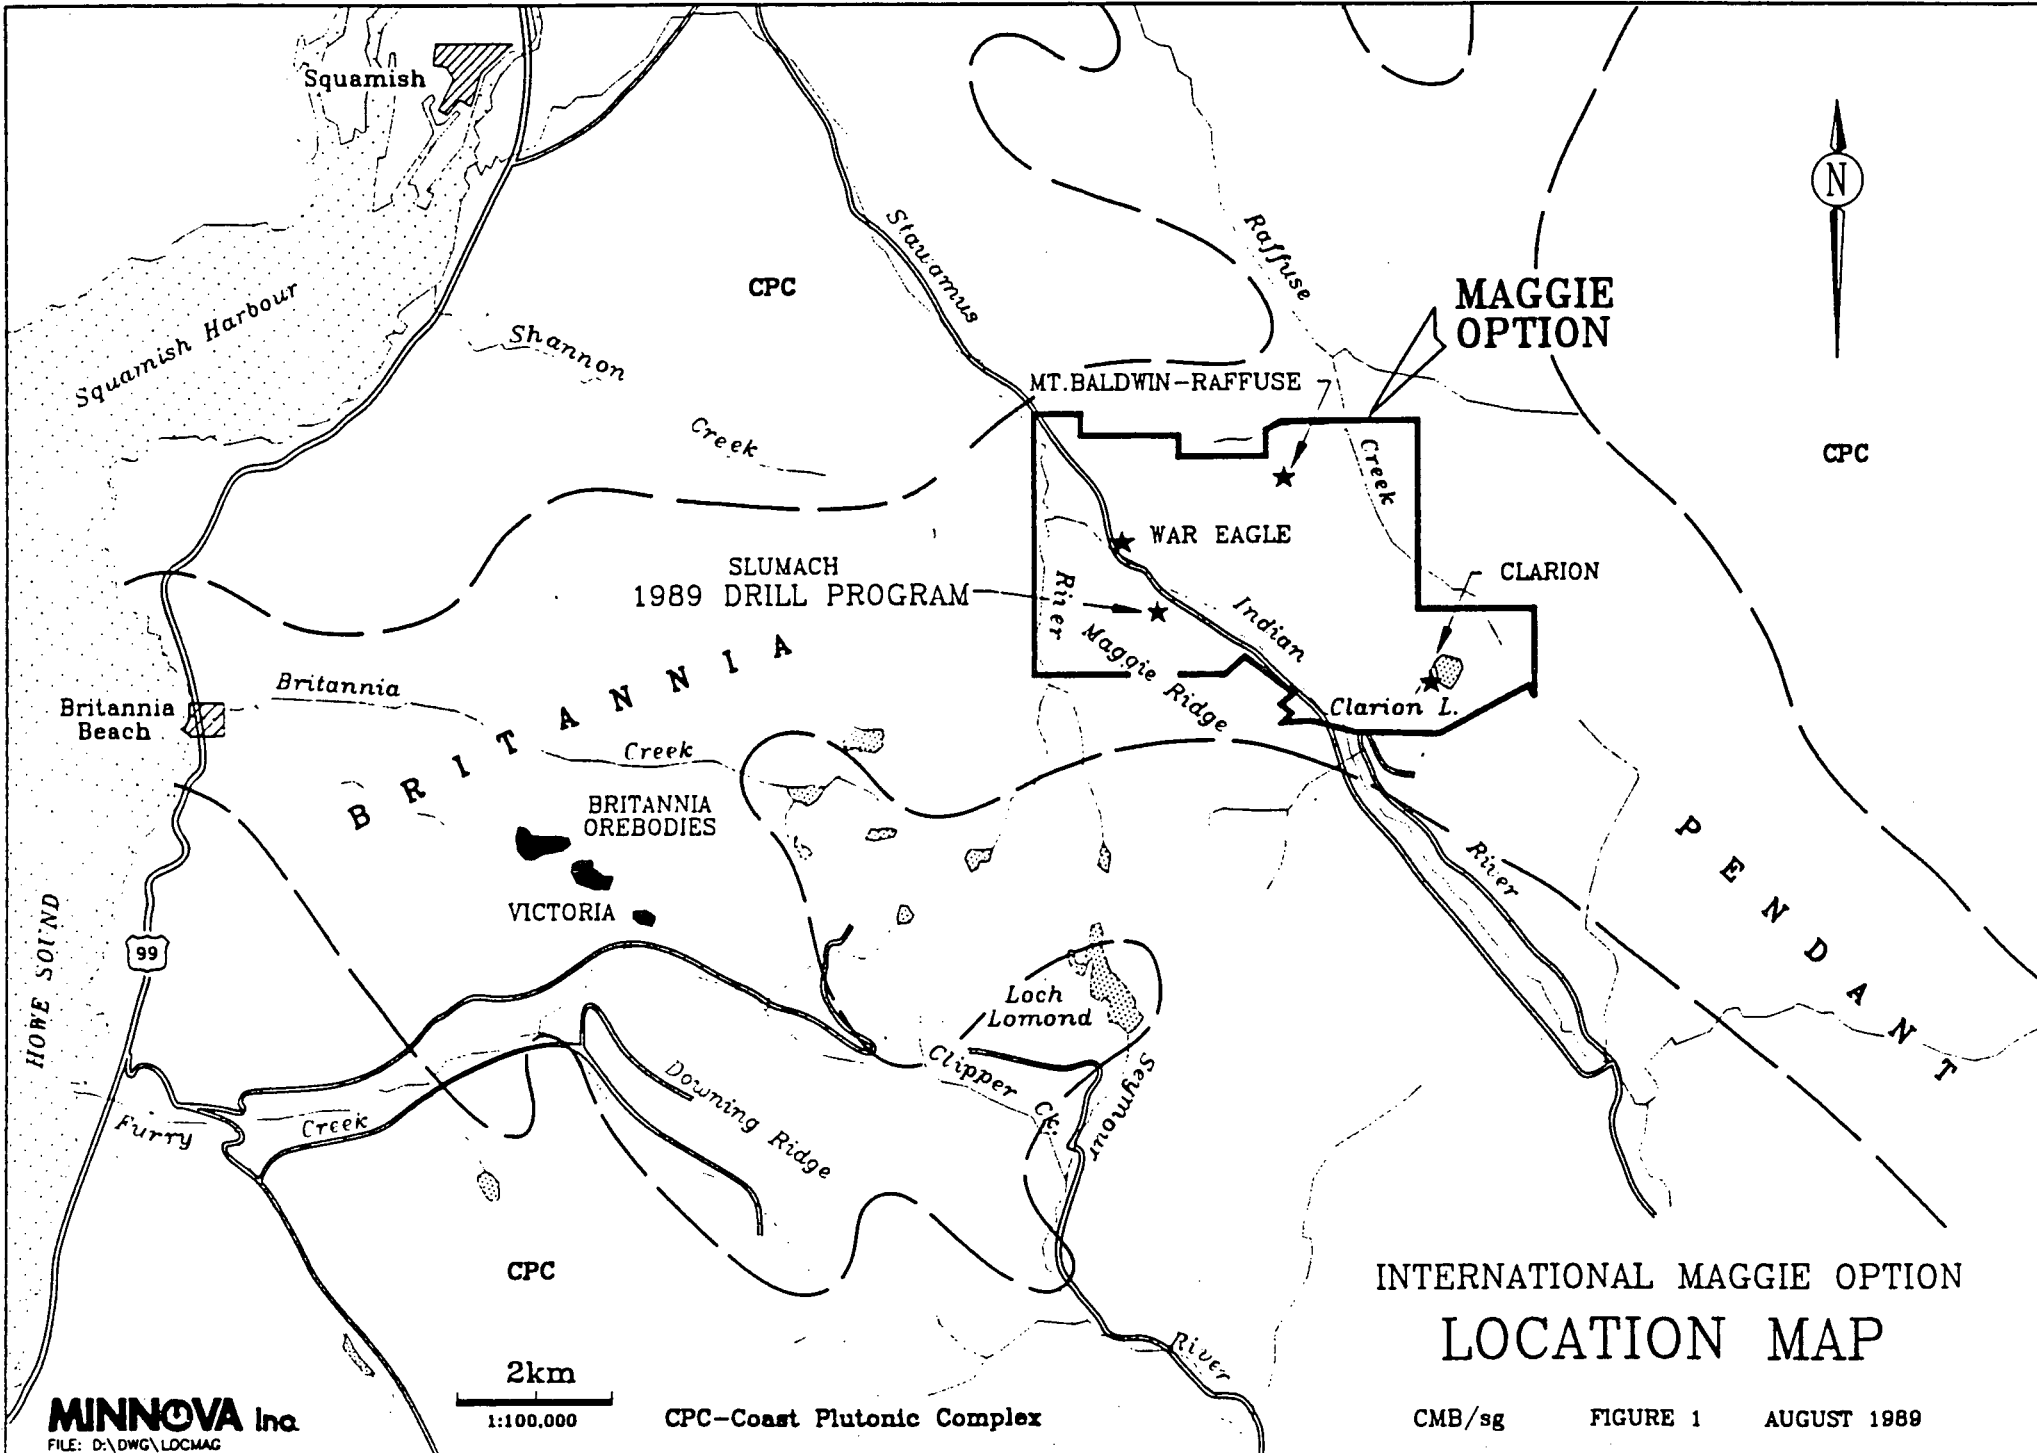 Squamish
Squamish Harbour
Shannon
Creek
CPC
Stawamus
Raffuse
N
MAGGIE
OPTION
MT.BALDWIN-RAFFUSE
Creek
CPC
WAR EAGLE
SLUMACH
1989 DRILL PROGRAM
River
Indian
CLARION
Maggie Ridge
Clarion L.
BRITANNIA
Britannia
Creek
Britannia
Beach
BRITANNIA
OREBODIES
VICTORIA
HOWE SOUND
99
River
PENDANT
Loch
Lomond
Clipper Ck.
Seymour
Downing Ridge
Furry
Creek
CPC
River
INTERNATIONAL MAGGIE OPTION
LOCATION MAP
2km
1:100,000
CPC-Coast Plutonic Complex
CMB/sg FIGURE 1 AUGUST 1989
MINNOVA Inc.
FILE: D:\DWG\LOCMAG